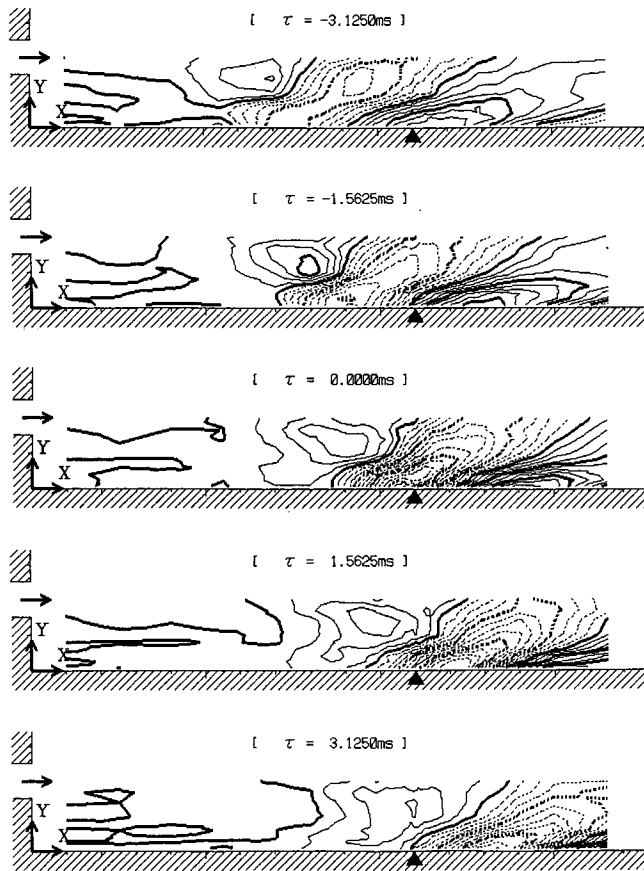 [ τ = -3.1250ms ]
Y
X
[ τ = -1.5625ms ]
Y
X
[ τ = 0.0000ms ]
Y
X
[ τ = 1.5625ms ]
Y
X
[ τ = 3.1250ms ]
Y
X